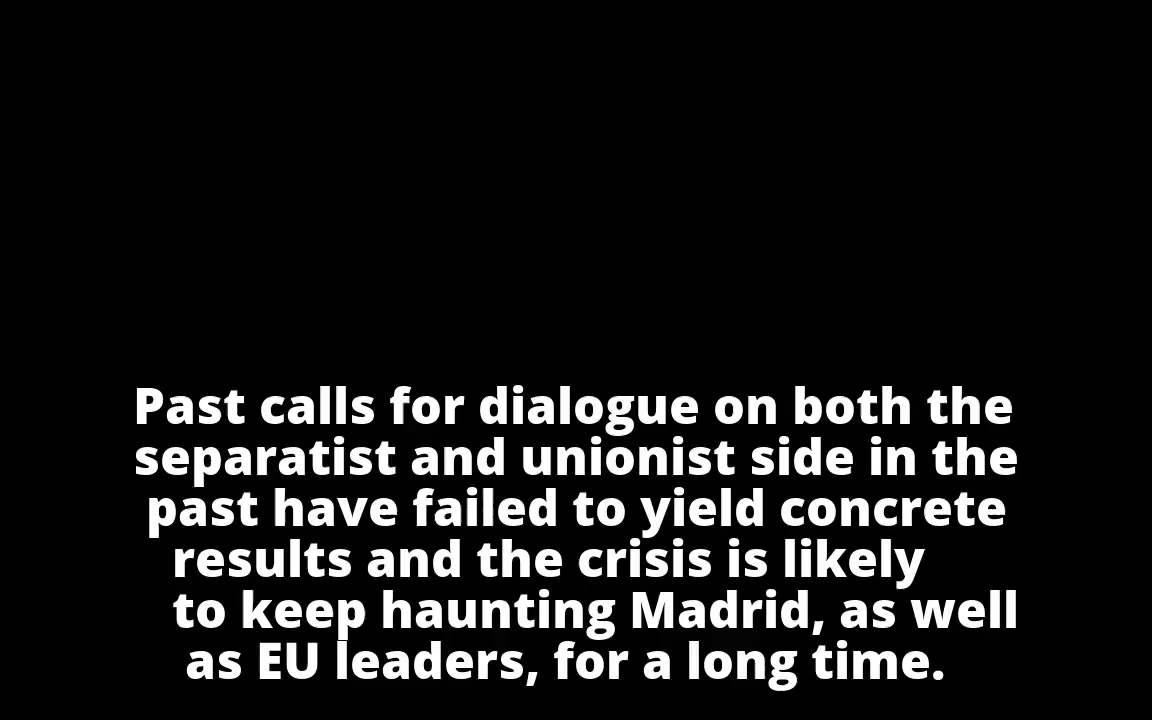 Past calls for dialogue on both the
separatist and unionist side in the
past have failed to yield concrete
results and the crisis is likely
to keep haunting Madrid, as well
as EU leaders, for a long time.